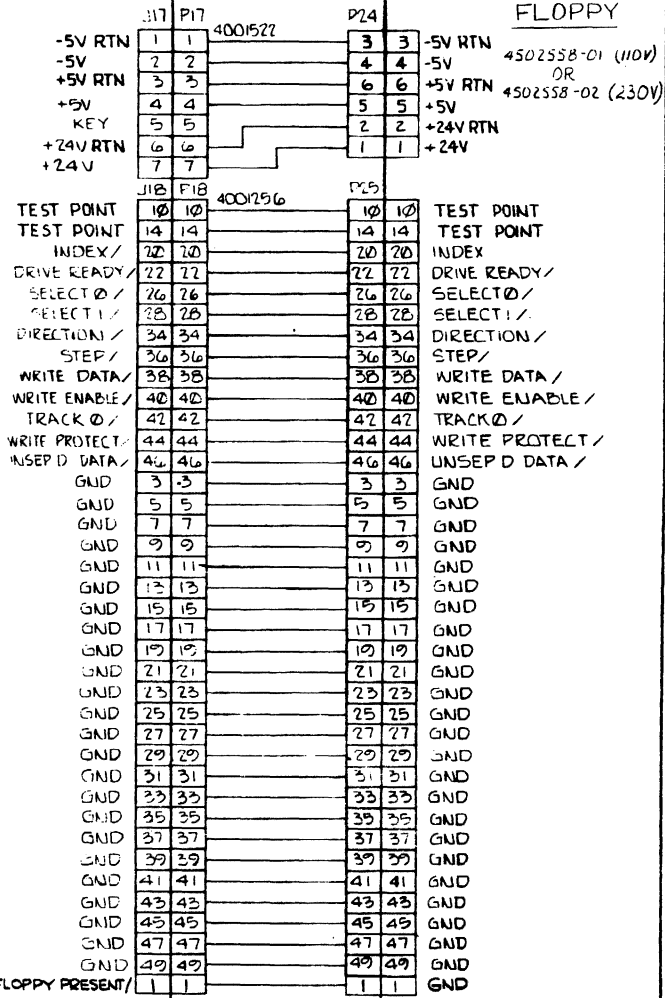 J17 P17 P24 FLOPPY
4001522
-5V RTN 1 1 3 3 -5V RTN
-5V 2 2 4 4 -5V
4502558-01 (110V)
OR
4502558-02 (230V)
+5V RTN 3 3 6 6 +5V RTN
+5V 4 4 5 5 +5V
KEY 5 5 2 2 +24V RTN
+24V RTN 6 6 1 1 +24V
+24V 7 7
J18 P18 P25
4001256
TEST POINT 10 10 10 10 TEST POINT
TEST POINT 14 14 14 14 TEST POINT
INDEX/ 20 20 20 20 INDEX
DRIVE READY/ 22 22 22 22 DRIVE READY/
SELECT0/ 26 26 26 26 SELECT0/
SELECT1/ 28 28 28 28 SELECT1/
DIRECTION/ 34 34 34 34 DIRECTION/
STEP/ 36 36 36 36 STEP/
WRITE DATA/ 38 38 38 38 WRITE DATA/
WRITE ENABLE/ 40 40 40 40 WRITE ENABLE/
TRACK0/ 42 42 42 42 TRACK0/
WRITE PROTECT/ 44 44 44 44 WRITE PROTECT/
UNSEP D DATA/ 46 46 46 46 UNSEP D DATA/
GND 3 3 3 3 GND
GND 5 5 5 5 GND
GND 7 7 7 7 GND
GND 9 9 9 9 GND
GND 11 11 11 11 GND
GND 13 13 13 13 GND
GND 15 15 15 15 GND
GND 17 17 17 17 GND
GND 19 19 19 19 GND
GND 21 21 21 21 GND
GND 23 23 23 23 GND
GND 25 25 25 25 GND
GND 27 27 27 27 GND
GND 29 29 29 29 GND
GND 31 31 31 31 GND
GND 33 33 33 33 GND
GND 35 35 35 35 GND
GND 37 37 37 37 GND
GND 39 39 39 39 GND
GND 41 41 41 41 GND
GND 43 43 43 43 GND
GND 45 45 45 45 GND
GND 47 47 47 47 GND
GND 49 49 49 49 GND
FLOPPY PRESENT/ 1 1 1 1 GND